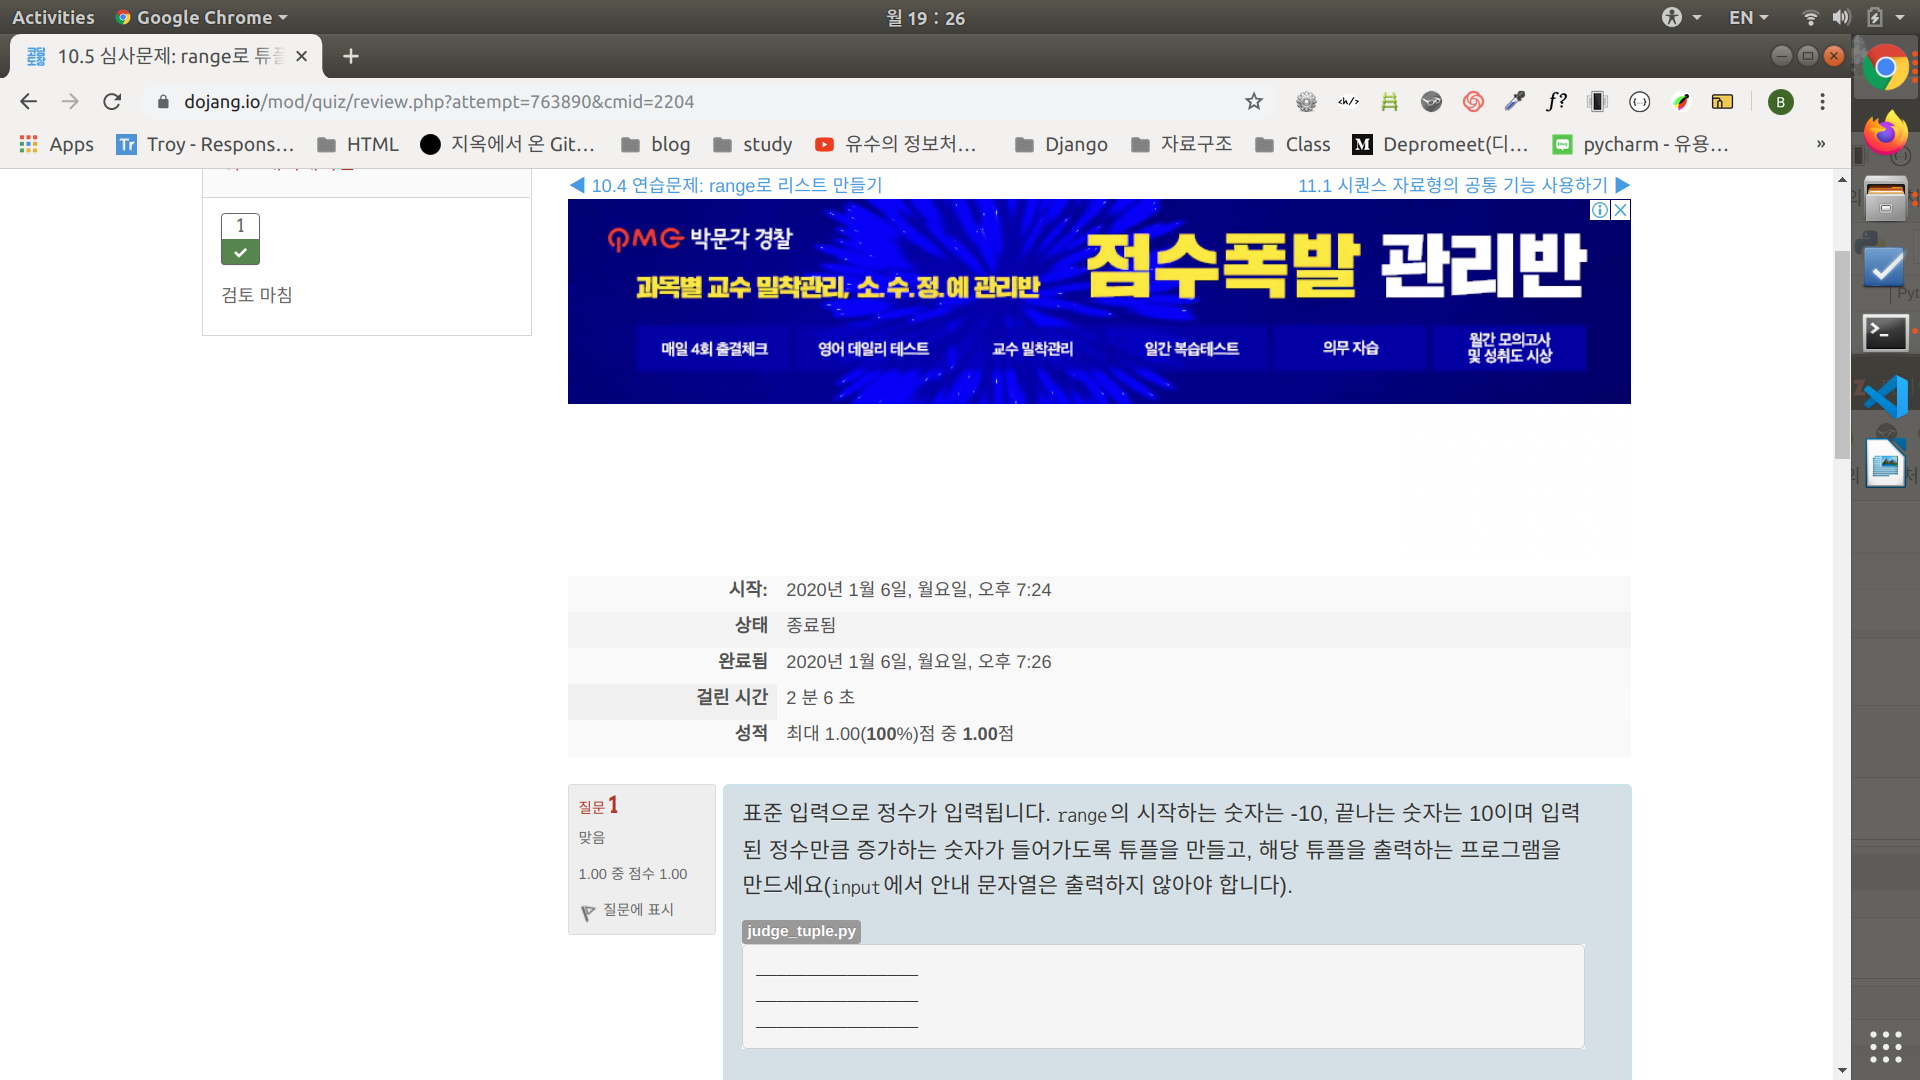 Activities
Google Chrome
월 19 : 26
EN
10.5 심사문제: range로 튜플
dojang.io/mod/quiz/review.php?attempt=763890&cmid=2204
Apps
Troy - Respons…
HTML
지옥에서 온 Git…
blog
study
유수의 정보처…
Django
자료구조
Class
Depromeet(디…
pycharm - 유용…
»
◀ 10.4 연습문제: range로 리스트 만들기
11.1 시퀀스 자료형의 공통 기능 사용하기 ▶
1
검토 마침
PMG 박문각 경찰
과목별 교수 밀착관리, 소.수.정.예 관리반
점수폭발 관리반
매일 4회 출결체크
영어 데일리 테스트
교수 밀착관리
일간 복습테스트
의무 자습
월간 모의고사
및 성취도 시상
시작: 2020년 1월 6일, 월요일, 오후 7:24
상태 종료됨
완료됨 2020년 1월 6일, 월요일, 오후 7:26
걸린 시간 2 분 6 초
성적 최대 1.00(100%)점 중 1.00점
질문 1
맞음
1.00 중 점수 1.00
질문에 표시
표준 입력으로 정수가 입력됩니다. range의 시작하는 숫자는 -10, 끝나는 숫자는 10이며 입력
된 정수만큼 증가하는 숫자가 들어가도록 튜플을 만들고, 해당 튜플을 출력하는 프로그램을
만드세요(input에서 안내 문자열은 출력하지 않아야 합니다).
judge_tuple.py
________________
________________
________________